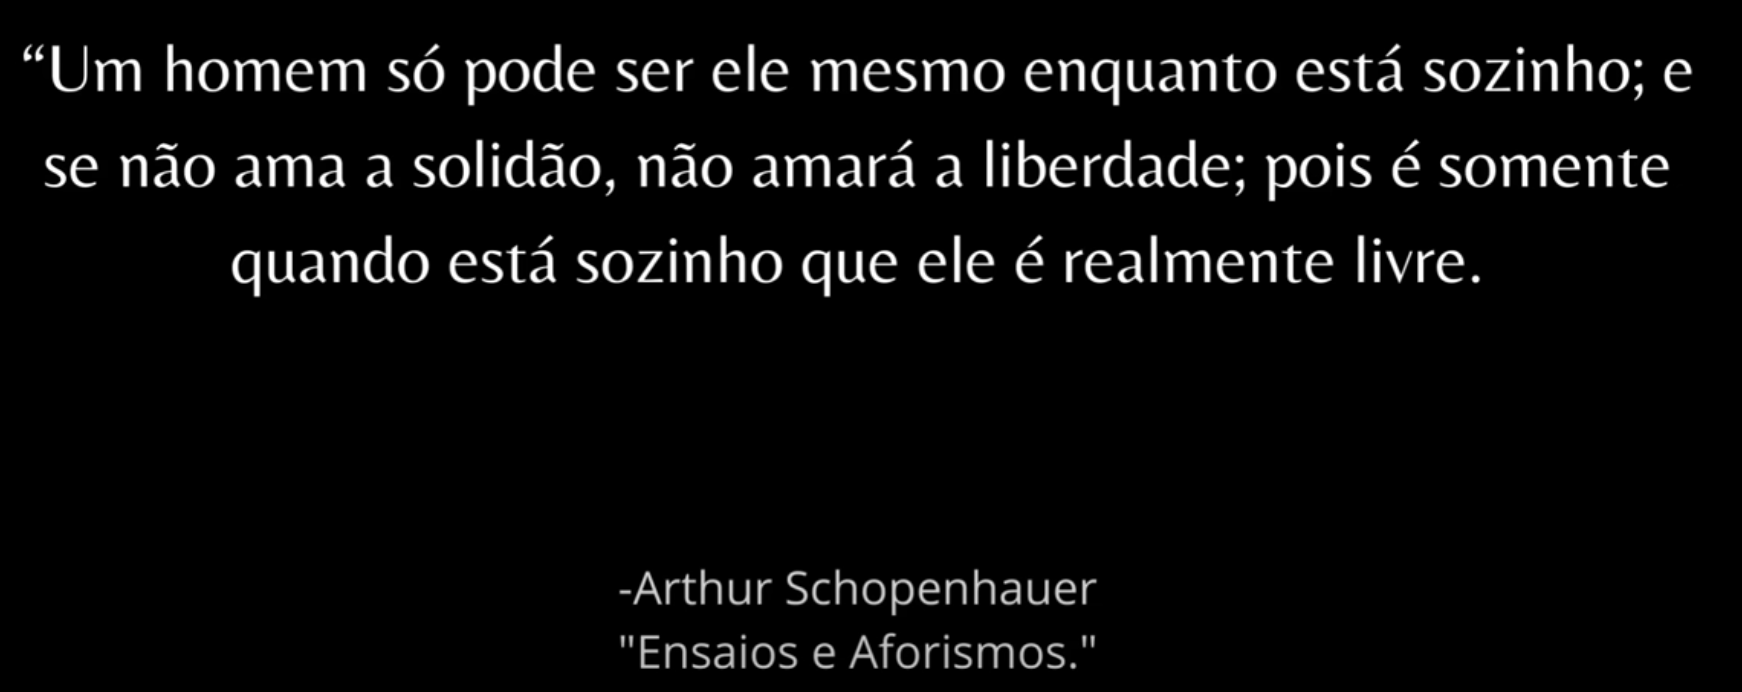 “Um homem só pode ser ele mesmo enquanto está sozinho; e
se não ama a solidão, não amará a liberdade; pois é somente
quando está sozinho que ele é realmente livre.
-Arthur Schopenhauer
"Ensaios e Aforismos."